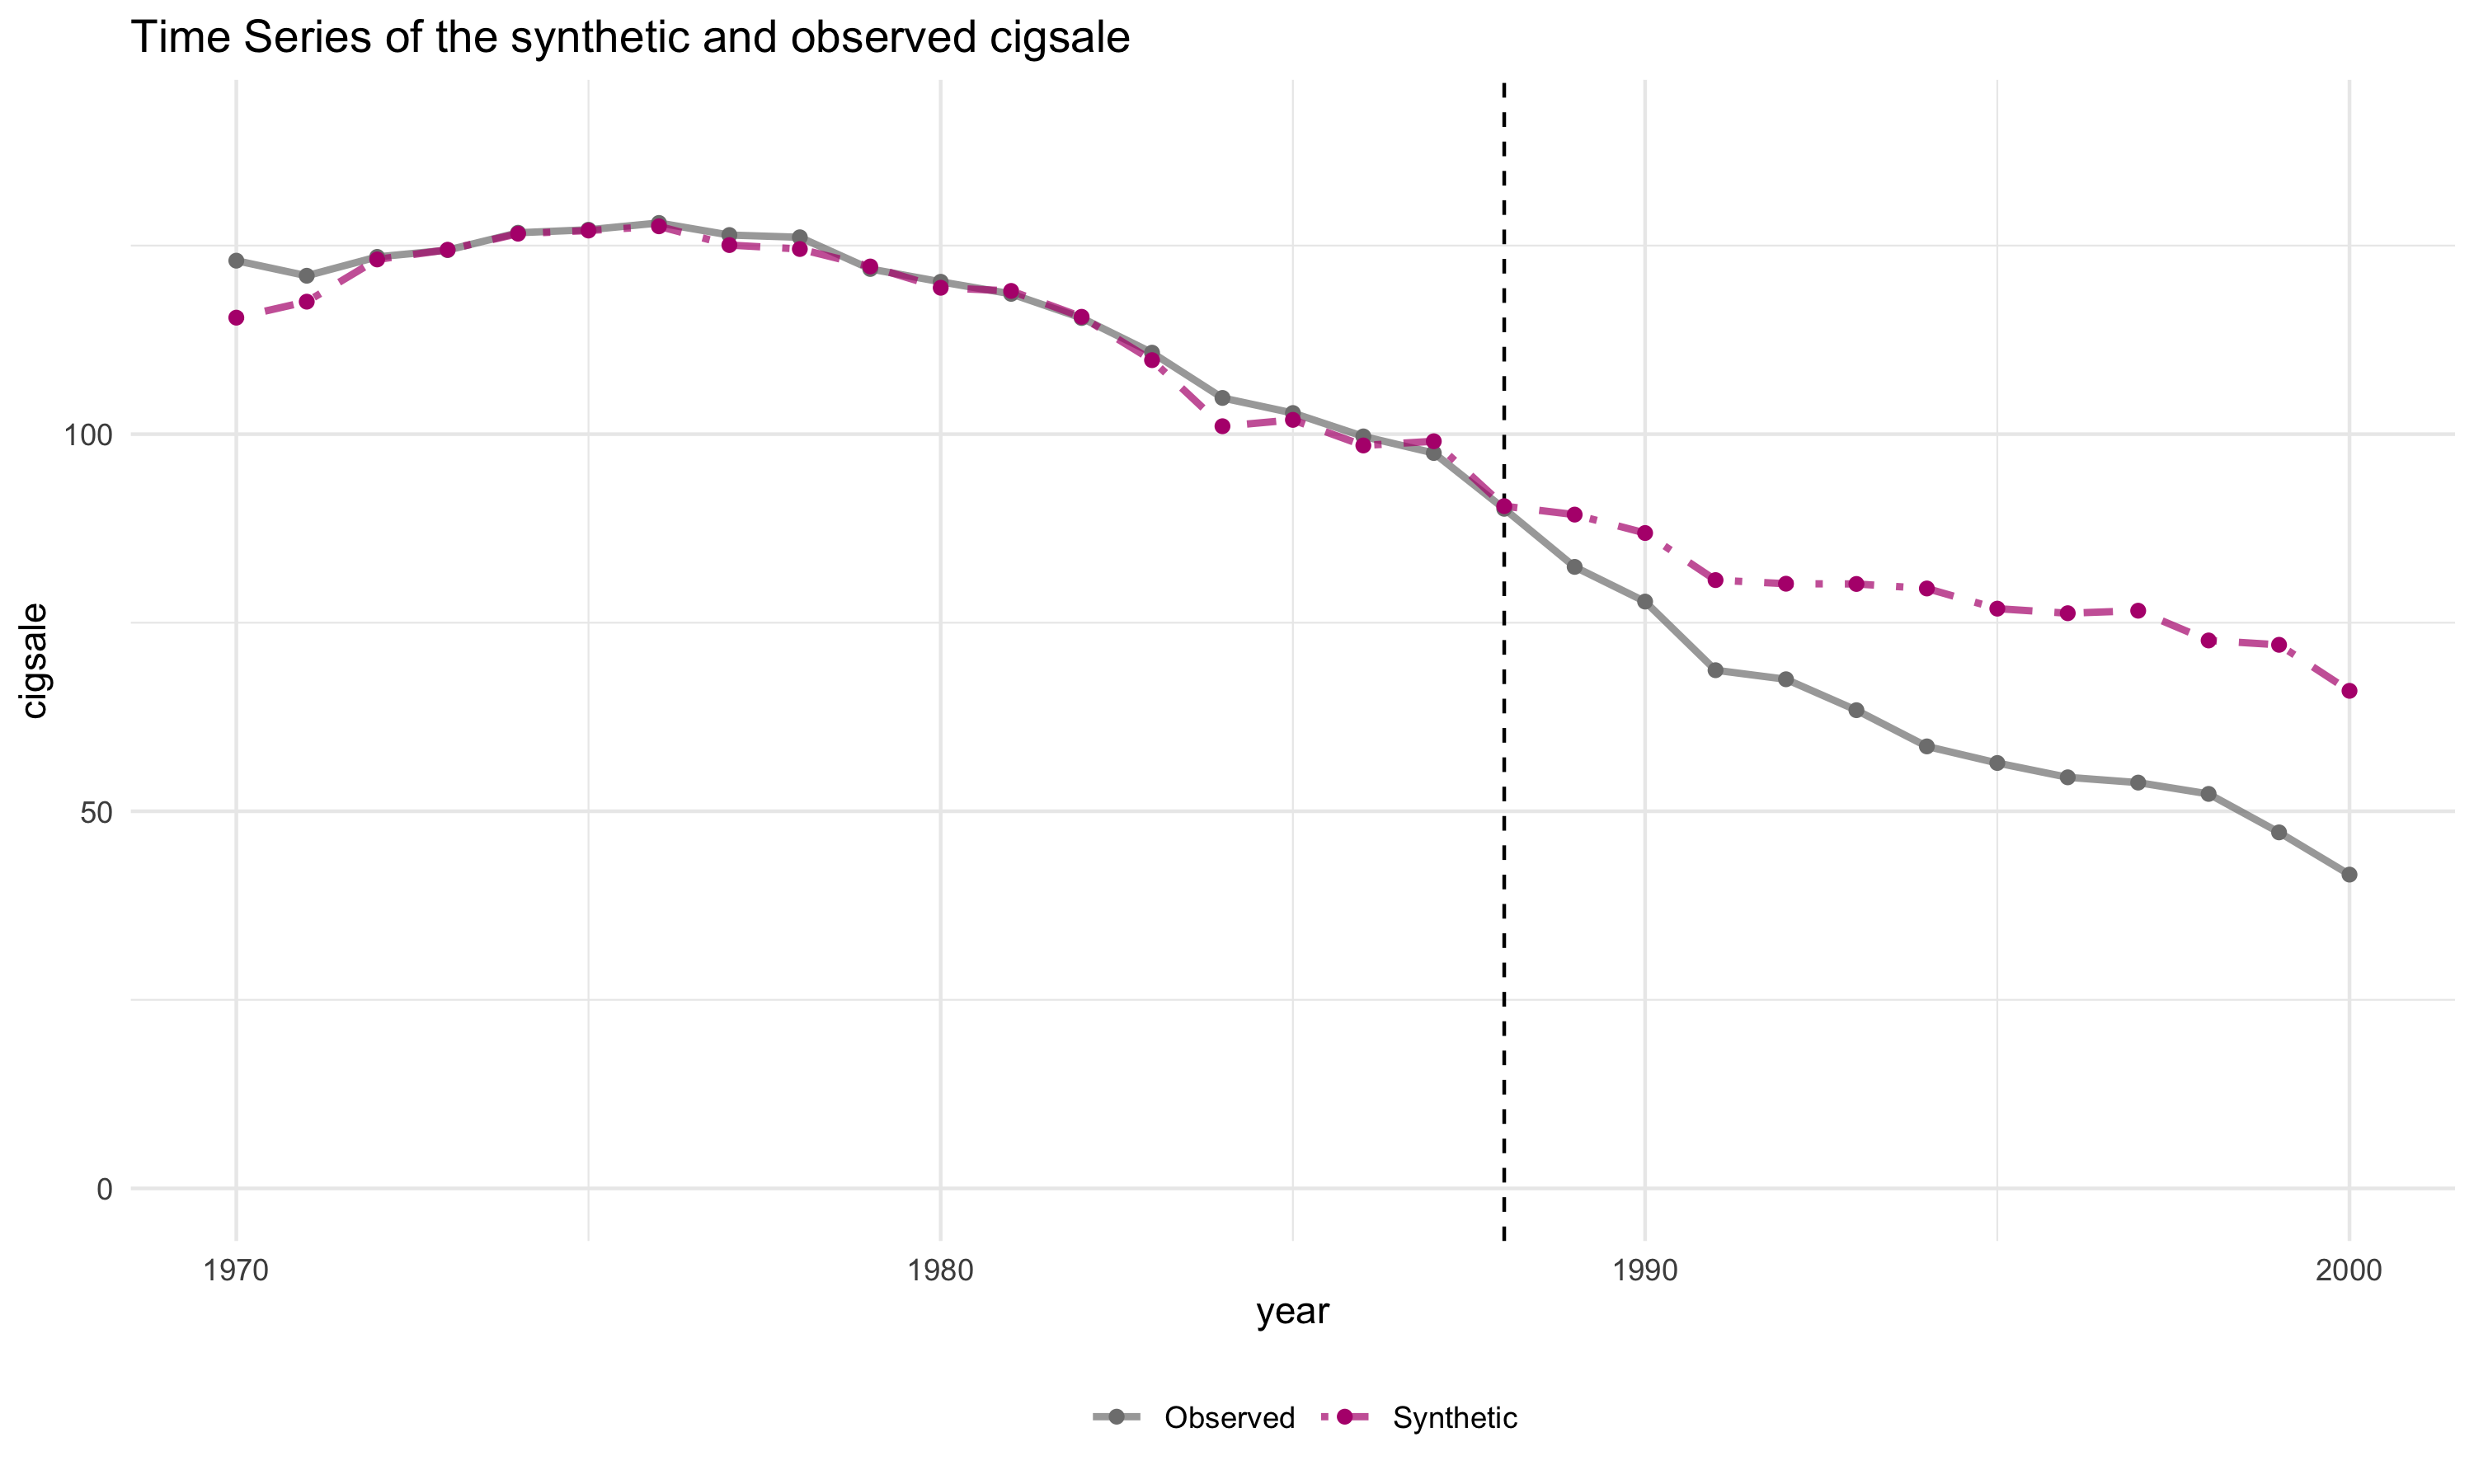 Time Series of the synthetic and observed cigsale
cigsale
100
50
0
1970 1980 1990 2000
year
Observed Synthetic